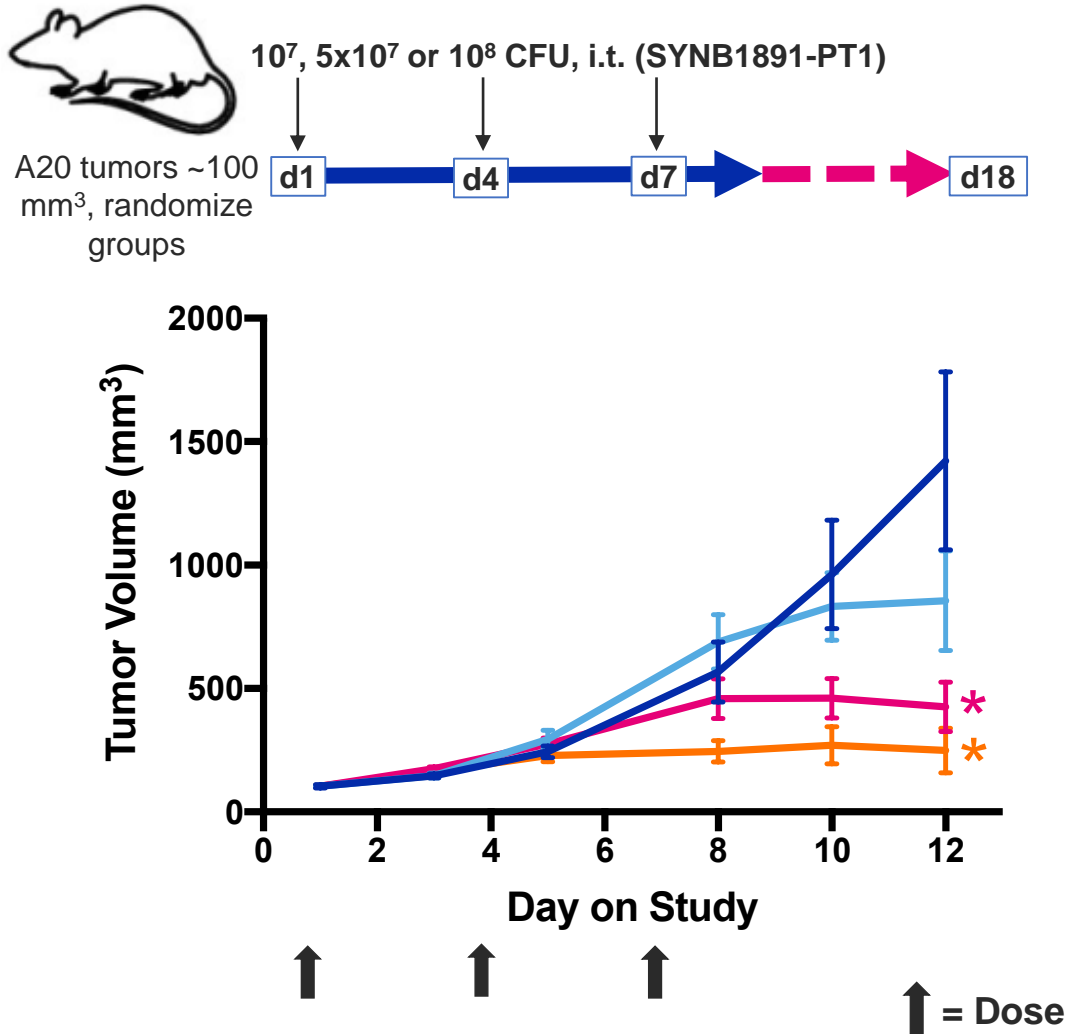 10⁷, 5x10⁷ or 10⁸ CFU, i.t. (SYNB1891-PT1)
A20 tumors ~100
mm³, randomize
groups
d1
d4
d7
d18
Tumor Volume (mm³)
2000
1500
1000
500
0
*
*
0 2 4 6 8 10 12
Day on Study
= Dose